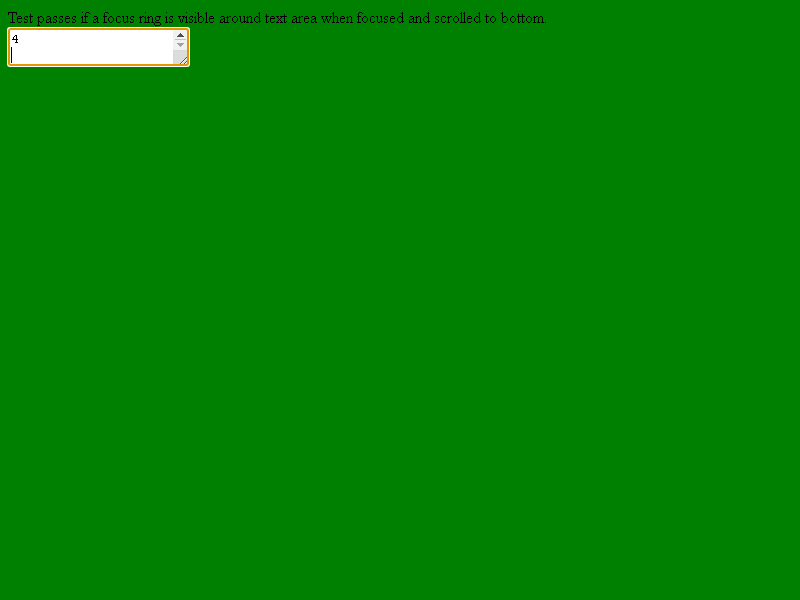 Test passes if a focus ring is visible around text area when focused and scrolled to bottom.
4